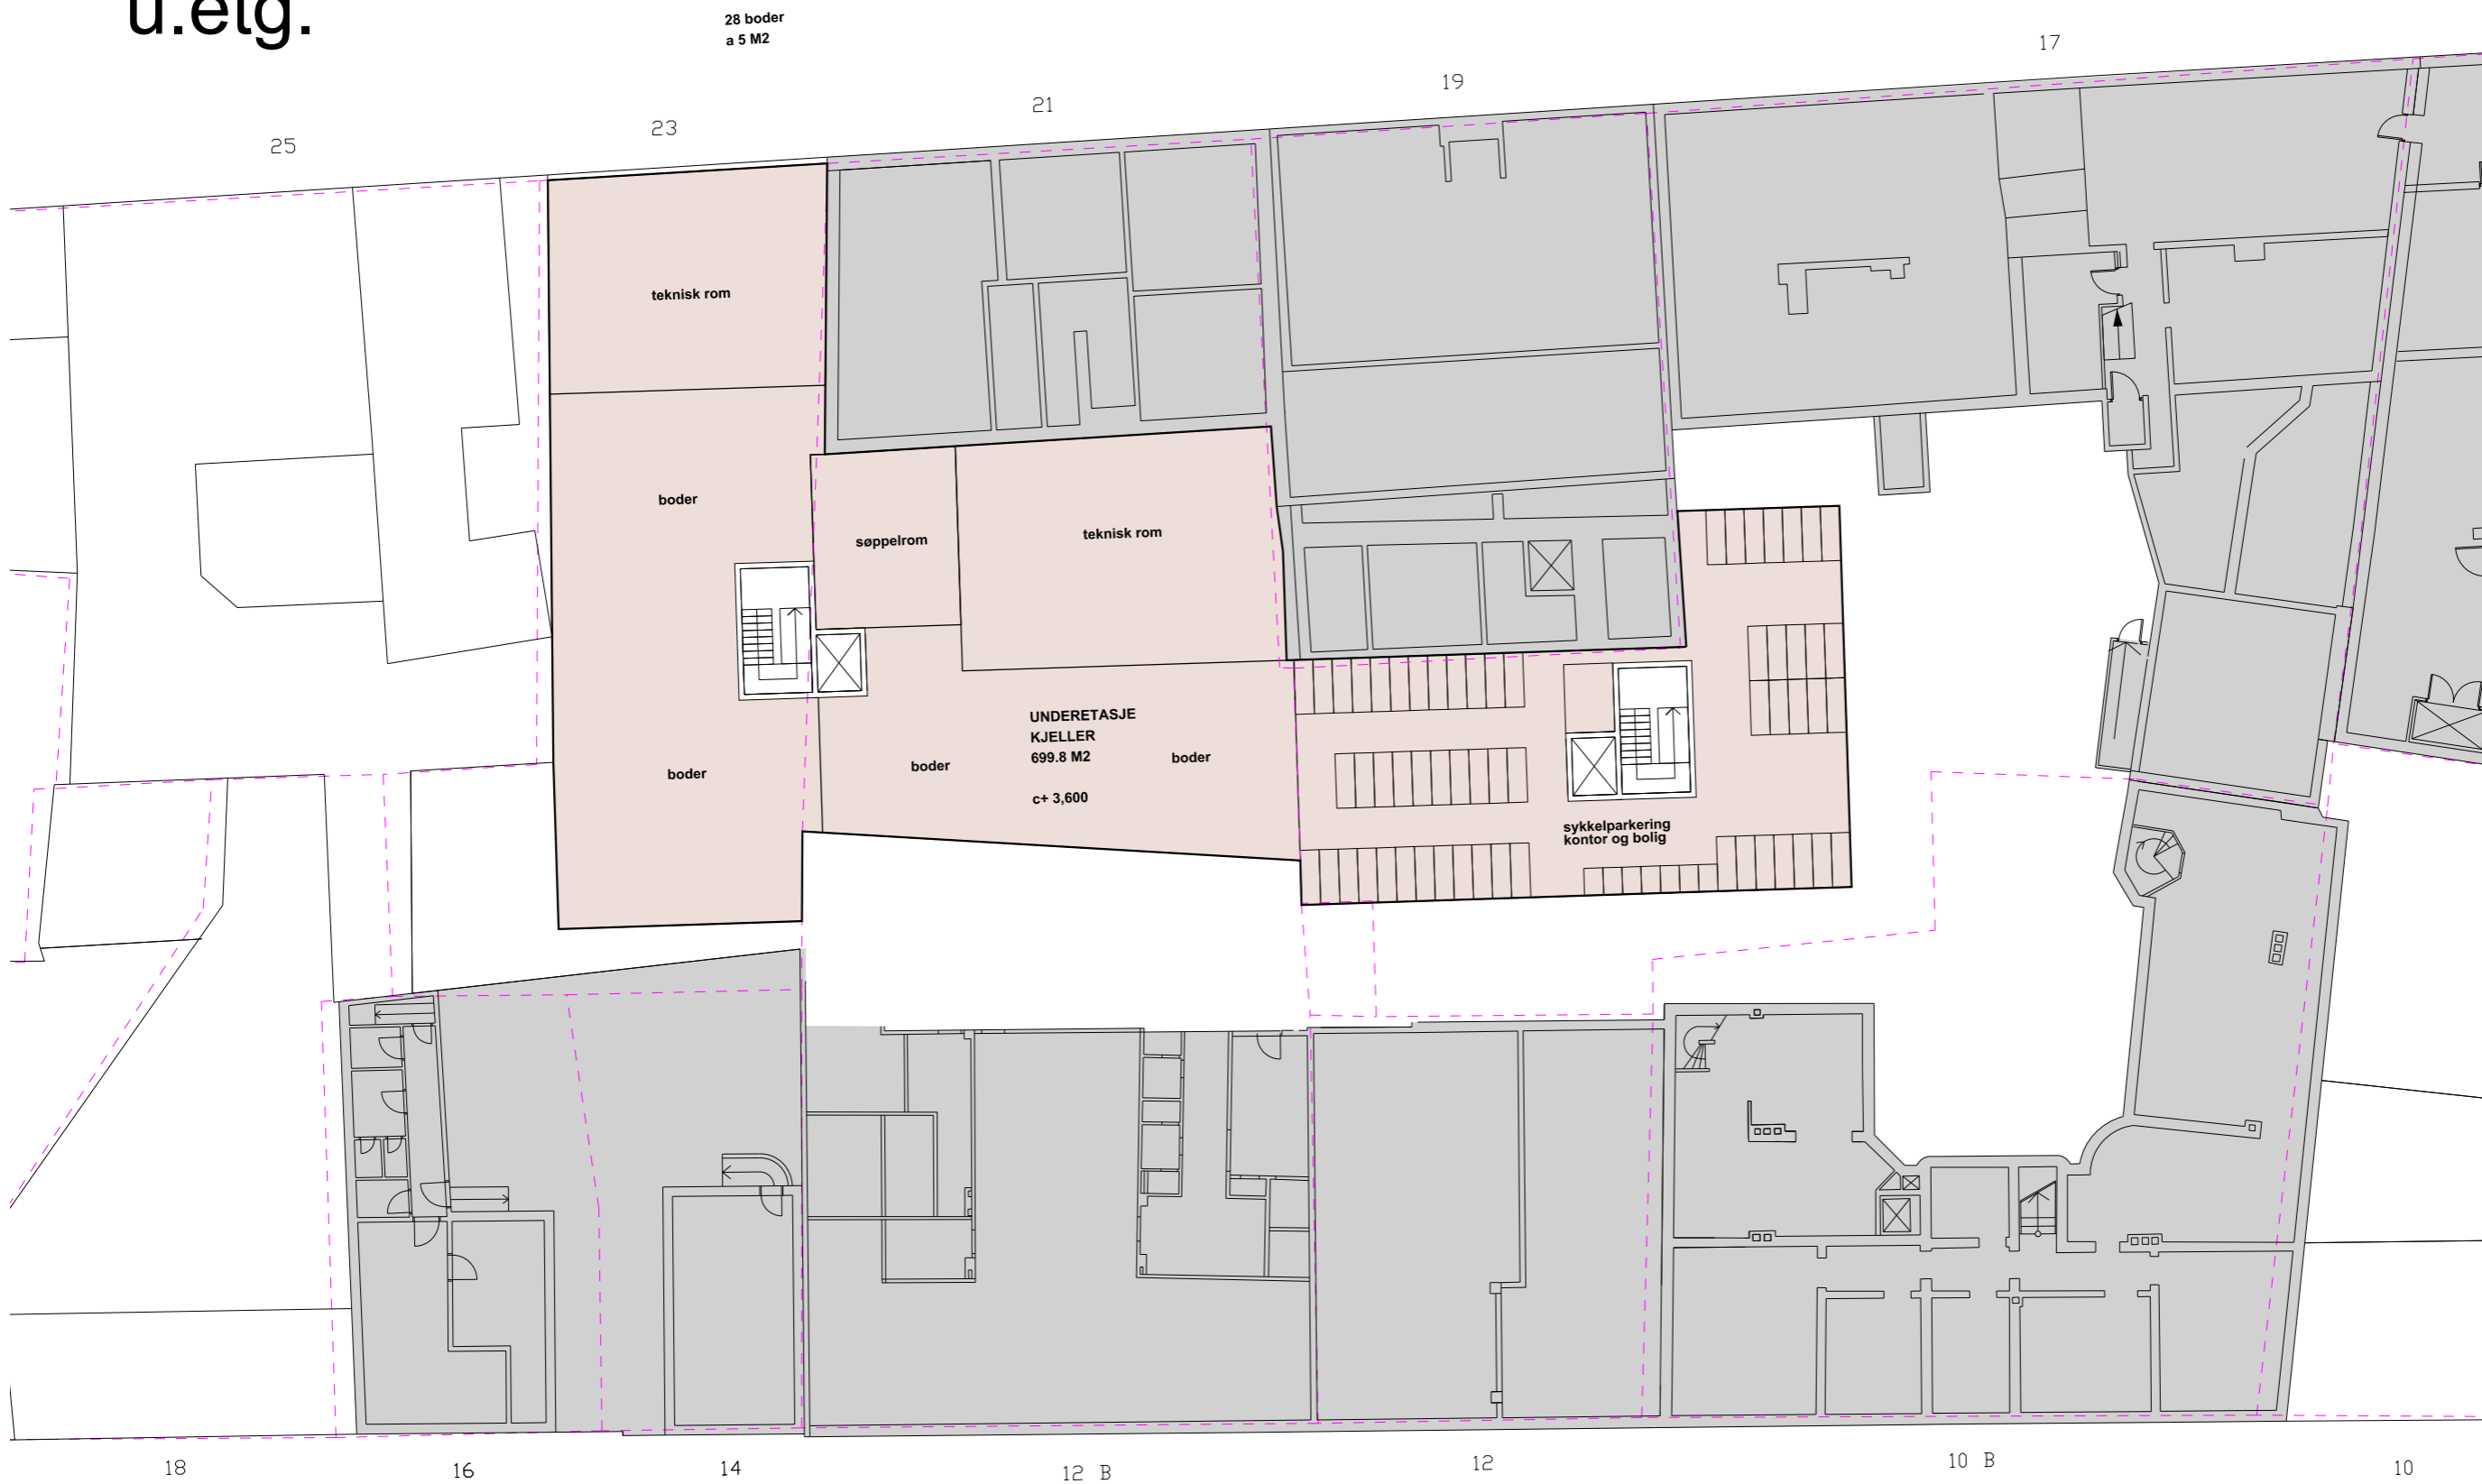 u.etg.
28 boder
a 5 M2
17
19
21
23
25
teknisk rom
boder
søppelrom
teknisk rom
UNDERETASJE
KJELLER
699.8 M2
c+ 3,600
boder
boder
boder
sykkelparkering
kontor og bolig
18
16
14
12 B
12
10 B
10